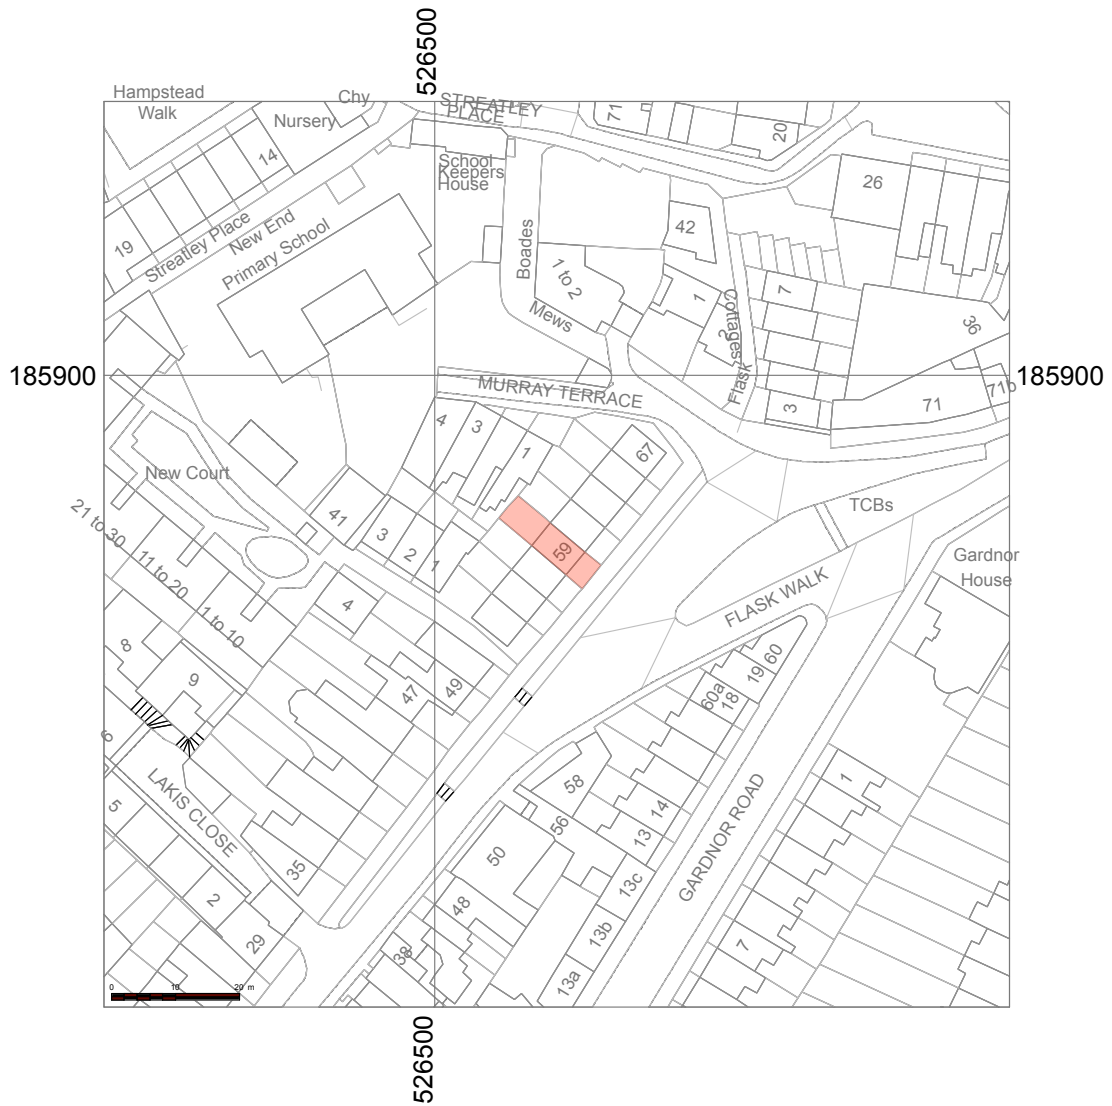 526500
Hampstead
Walk
Chy
Nursery
STREATLEY
PLACE
71
20
14
School
Keepers
House
26
19
Streatley Place
New End
Primary School
42
Boades
Mews
1 to 2
1
2
Cottages
Flask
7
36
185900
185900
MURRAY TERRACE
3
71
71b
4
3
1
67
New Court
TCBs
21 to 30
41
3
2
1
59
11 to 20
Gardnor
House
1 to 10
4
FLASK WALK
8
9
47
49
60
19
60a
18
6
LAKIS CLOSE
5
58
1
14
56
13
GARDNOR ROAD
50
35
13c
2
48
29
38
13b
7
13a
0
10
20 m
526500